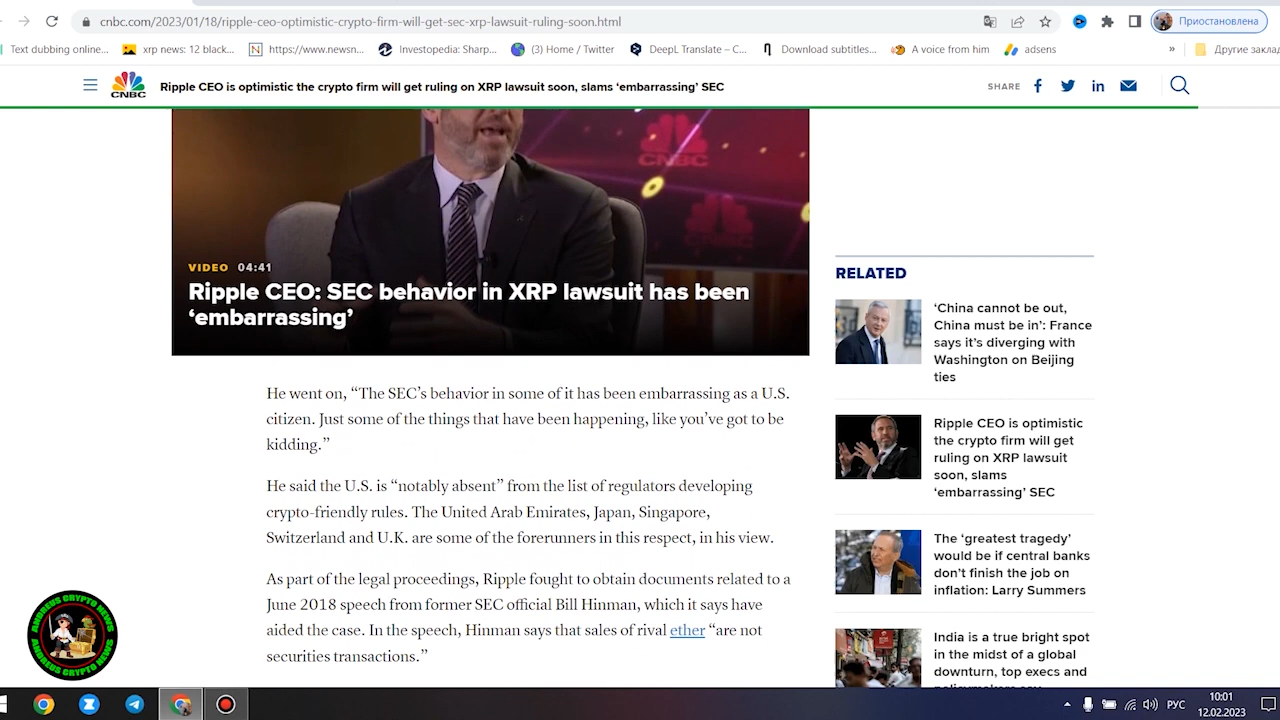 cnbc.com/2023/01/18/ripple-ceo-optimistic-crypto-firm-will-get-sec-xrp-lawsuit-ruling-soon.html
Приостановлена
Text dubbing online...
xrp news: 12 black...
https://www.newsn...
Investopedia: Sharp...
(3) Home / Twitter
DeepL Translate – C...
Download subtitles...
A voice from him
adsens
»
Другие закла
CNBC
Ripple CEO is optimistic the crypto firm will get ruling on XRP lawsuit soon, slams ‘embarrassing’ SEC
SHARE
CNBC
VIDEO 04:41
Ripple CEO: SEC behavior in XRP lawsuit has been
‘embarrassing’
He went on, “The SEC’s behavior in some of it has been embarrassing as a U.S.
citizen. Just some of the things that have been happening, like you’ve got to be
kidding.”
He said the U.S. is “notably absent” from the list of regulators developing
crypto-friendly rules. The United Arab Emirates, Japan, Singapore,
Switzerland and U.K. are some of the forerunners in this respect, in his view.
As part of the legal proceedings, Ripple fought to obtain documents related to a
June 2018 speech from former SEC official Bill Hinman, which it says have
aided the case. In the speech, Hinman says that sales of rival ether “are not
securities transactions.”
RELATED
‘China cannot be out,
China must be in’: France
says it’s diverging with
Washington on Beijing
ties
Ripple CEO is optimistic
the crypto firm will get
ruling on XRP lawsuit
soon, slams
‘embarrassing’ SEC
The ‘greatest tragedy’
would be if central banks
don’t finish the job on
inflation: Larry Summers
India is a true bright spot
in the midst of a global
downturn, top execs and
ANDREUS CRYPTO NEWS
ANDREUS CRYPTO NEWS
РУС
10:01
12.02.2023